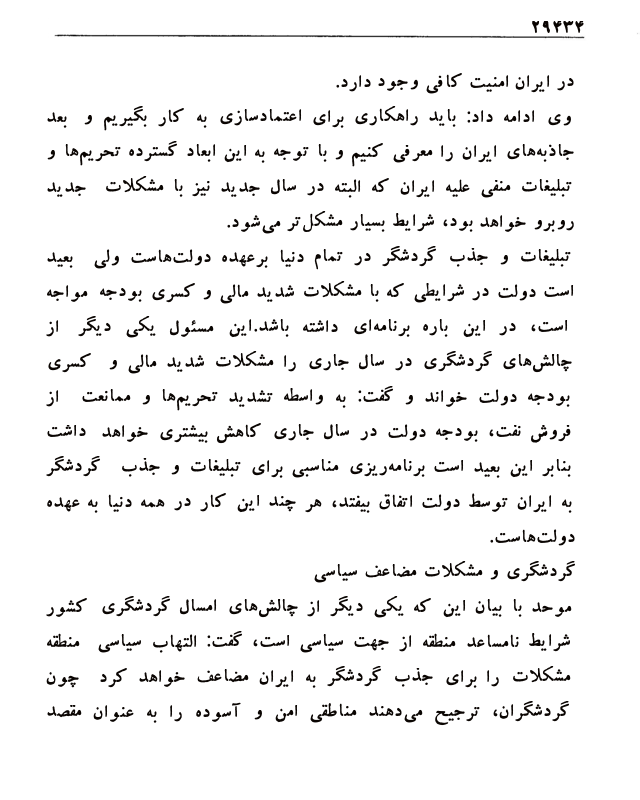 ۲۹۴۳۴
در ایران امنیت کافی وجود دارد.
وی ادامه داد: باید راهکاری برای اعتمادسازی به کار بگیریم و بعد
جاذبه‌های ایران را معرفی کنیم و با توجه به این ابعاد گسترده تحریم‌ها و
تبلیغات منفی علیه ایران که البته در سال جدید نیز با مشکلات جدید
روبرو خواهد بود، شرایط بسیار مشکل‌تر می‌شود.
تبلیغات و جذب گردشگر در تمام دنیا برعهده دولت‌هاست ولی بعید
است دولت در شرایطی که با مشکلات شدید مالی و کسری بودجه مواجه
است، در این باره برنامه‌ای داشته باشد.این مسئول یکی دیگر از
چالش‌های گردشگری در سال جاری را مشکلات شدید مالی و کسری
بودجه دولت خواند و گفت: به واسطه تشدید تحریم‌ها و ممانعت از
فروش نفت، بودجه دولت در سال جاری کاهش بیشتری خواهد داشت
بنابر این بعید است برنامه‌ریزی مناسبی برای تبلیغات و جذب گردشگر
به ایران توسط دولت اتفاق بیفتد، هر چند این کار در همه دنیا به عهده
دولت‌هاست.
گردشگری و مشکلات مضاعف سیاسی
موحد با بیان این که یکی دیگر از چالش‌های امسال گردشگری کشور
شرایط نامساعد منطقه از جهت سیاسی است، گفت: التهاب سیاسی منطقه
مشکلات را برای جذب گردشگر به ایران مضاعف خواهد کرد چون
گردشگران، ترجیح می‌دهند مناطقی امن و آسوده را به عنوان مقصد